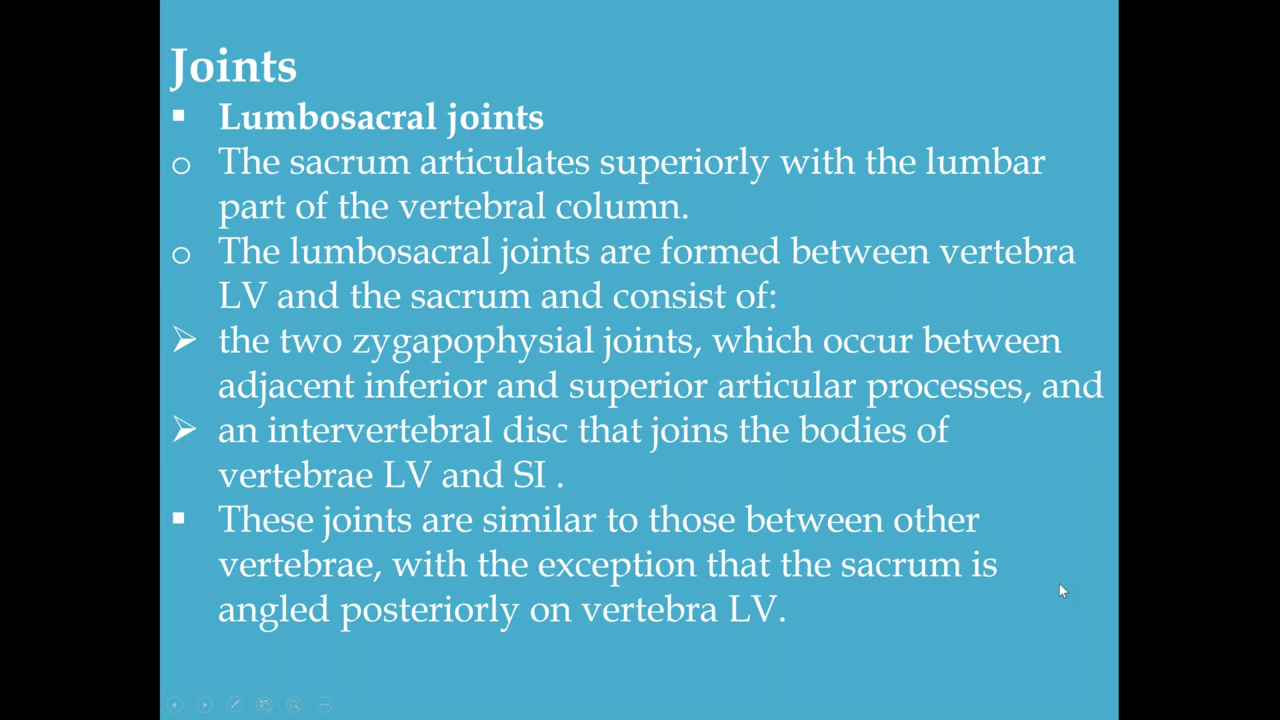 Joints
▪ Lumbosacral joints
o The sacrum articulates superiorly with the lumbar
part of the vertebral column.
o The lumbosacral joints are formed between vertebra
LV and the sacrum and consist of:
➢ the two zygapophysial joints, which occur between
adjacent inferior and superior articular processes, and
➢ an intervertebral disc that joins the bodies of
vertebrae LV and SI .
▪ These joints are similar to those between other
vertebrae, with the exception that the sacrum is
angled posteriorly on vertebra LV.